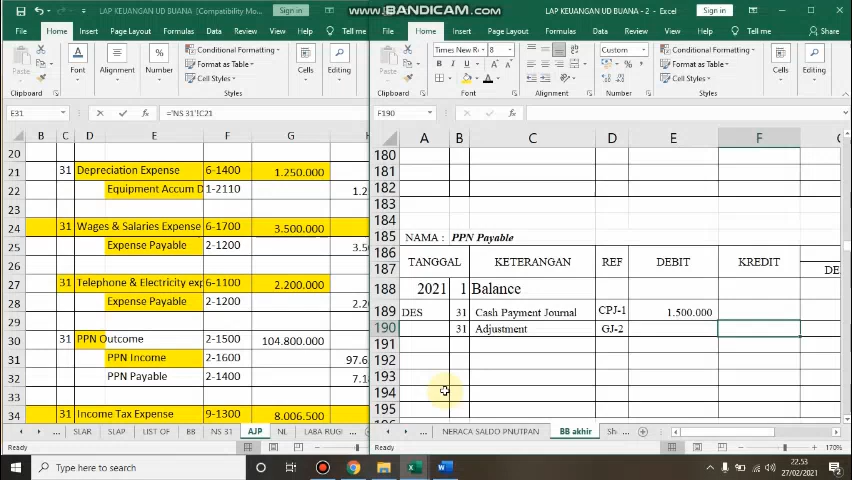 LAP KEUANGAN UD BUANA [Compatibility Mo...
Sign in
www.BANDICAM.com
LAP KEUANGAN UD BUANA - 2 - Excel
Sign in
File Home Insert Page Layout Formulas Data Review View Tell me
File Home Insert Page Layout Formulas Data Review View Tell me
Paste
Clipboard
Font
Alignment
Number
Conditional Formatting
Format as Table
Cell Styles
Styles
Cells
Editing
Paste
Clipboard
Times New R 8
Font
Alignment
Custom
Number
Conditional Formatting
Format as Table
Cell Styles
Styles
Cells
Editing
E31
='NS 31'!C21
F190
B C D E F G
20
21 31 Depreciation Expense 6-1400 1.250.000
22 Equipment Accum D 1-2110 1.2
23
24 31 Wages & Salaries Expense 6-1700 3.500.000
25 Expense Payable 2-1200 3.50
26
27 31 Telephone & Electricity exp 6-1100 2.200.000
28 Expense Payable 2-1200
29
30 31 PPN Outcome 2-1500 104.800.000
31 PPN Income 2-1600 97.6
32 PPN Payable 2-1400 7.1
33
34 31 Income Tax Expense 9-1300 8.006.500
A B C D E F
180
181
182
183
184
185 NAMA : PPN Payable
186
187 TANGGAL KETERANGAN REF DEBIT KREDIT DE
188 2021 1 Balance
189 DES 31 Cash Payment Journal CPJ-1 1.500.000
190 31 Adjustment GJ-2
191
192
193
194
195
SLAR SLAP LIST OF BB NS 31 AJP NL LABA RUGI
NERACA SALDO PNUTPAN BB akhir
Ready
Ready
170%
Type here to search
22.53
27/02/2021